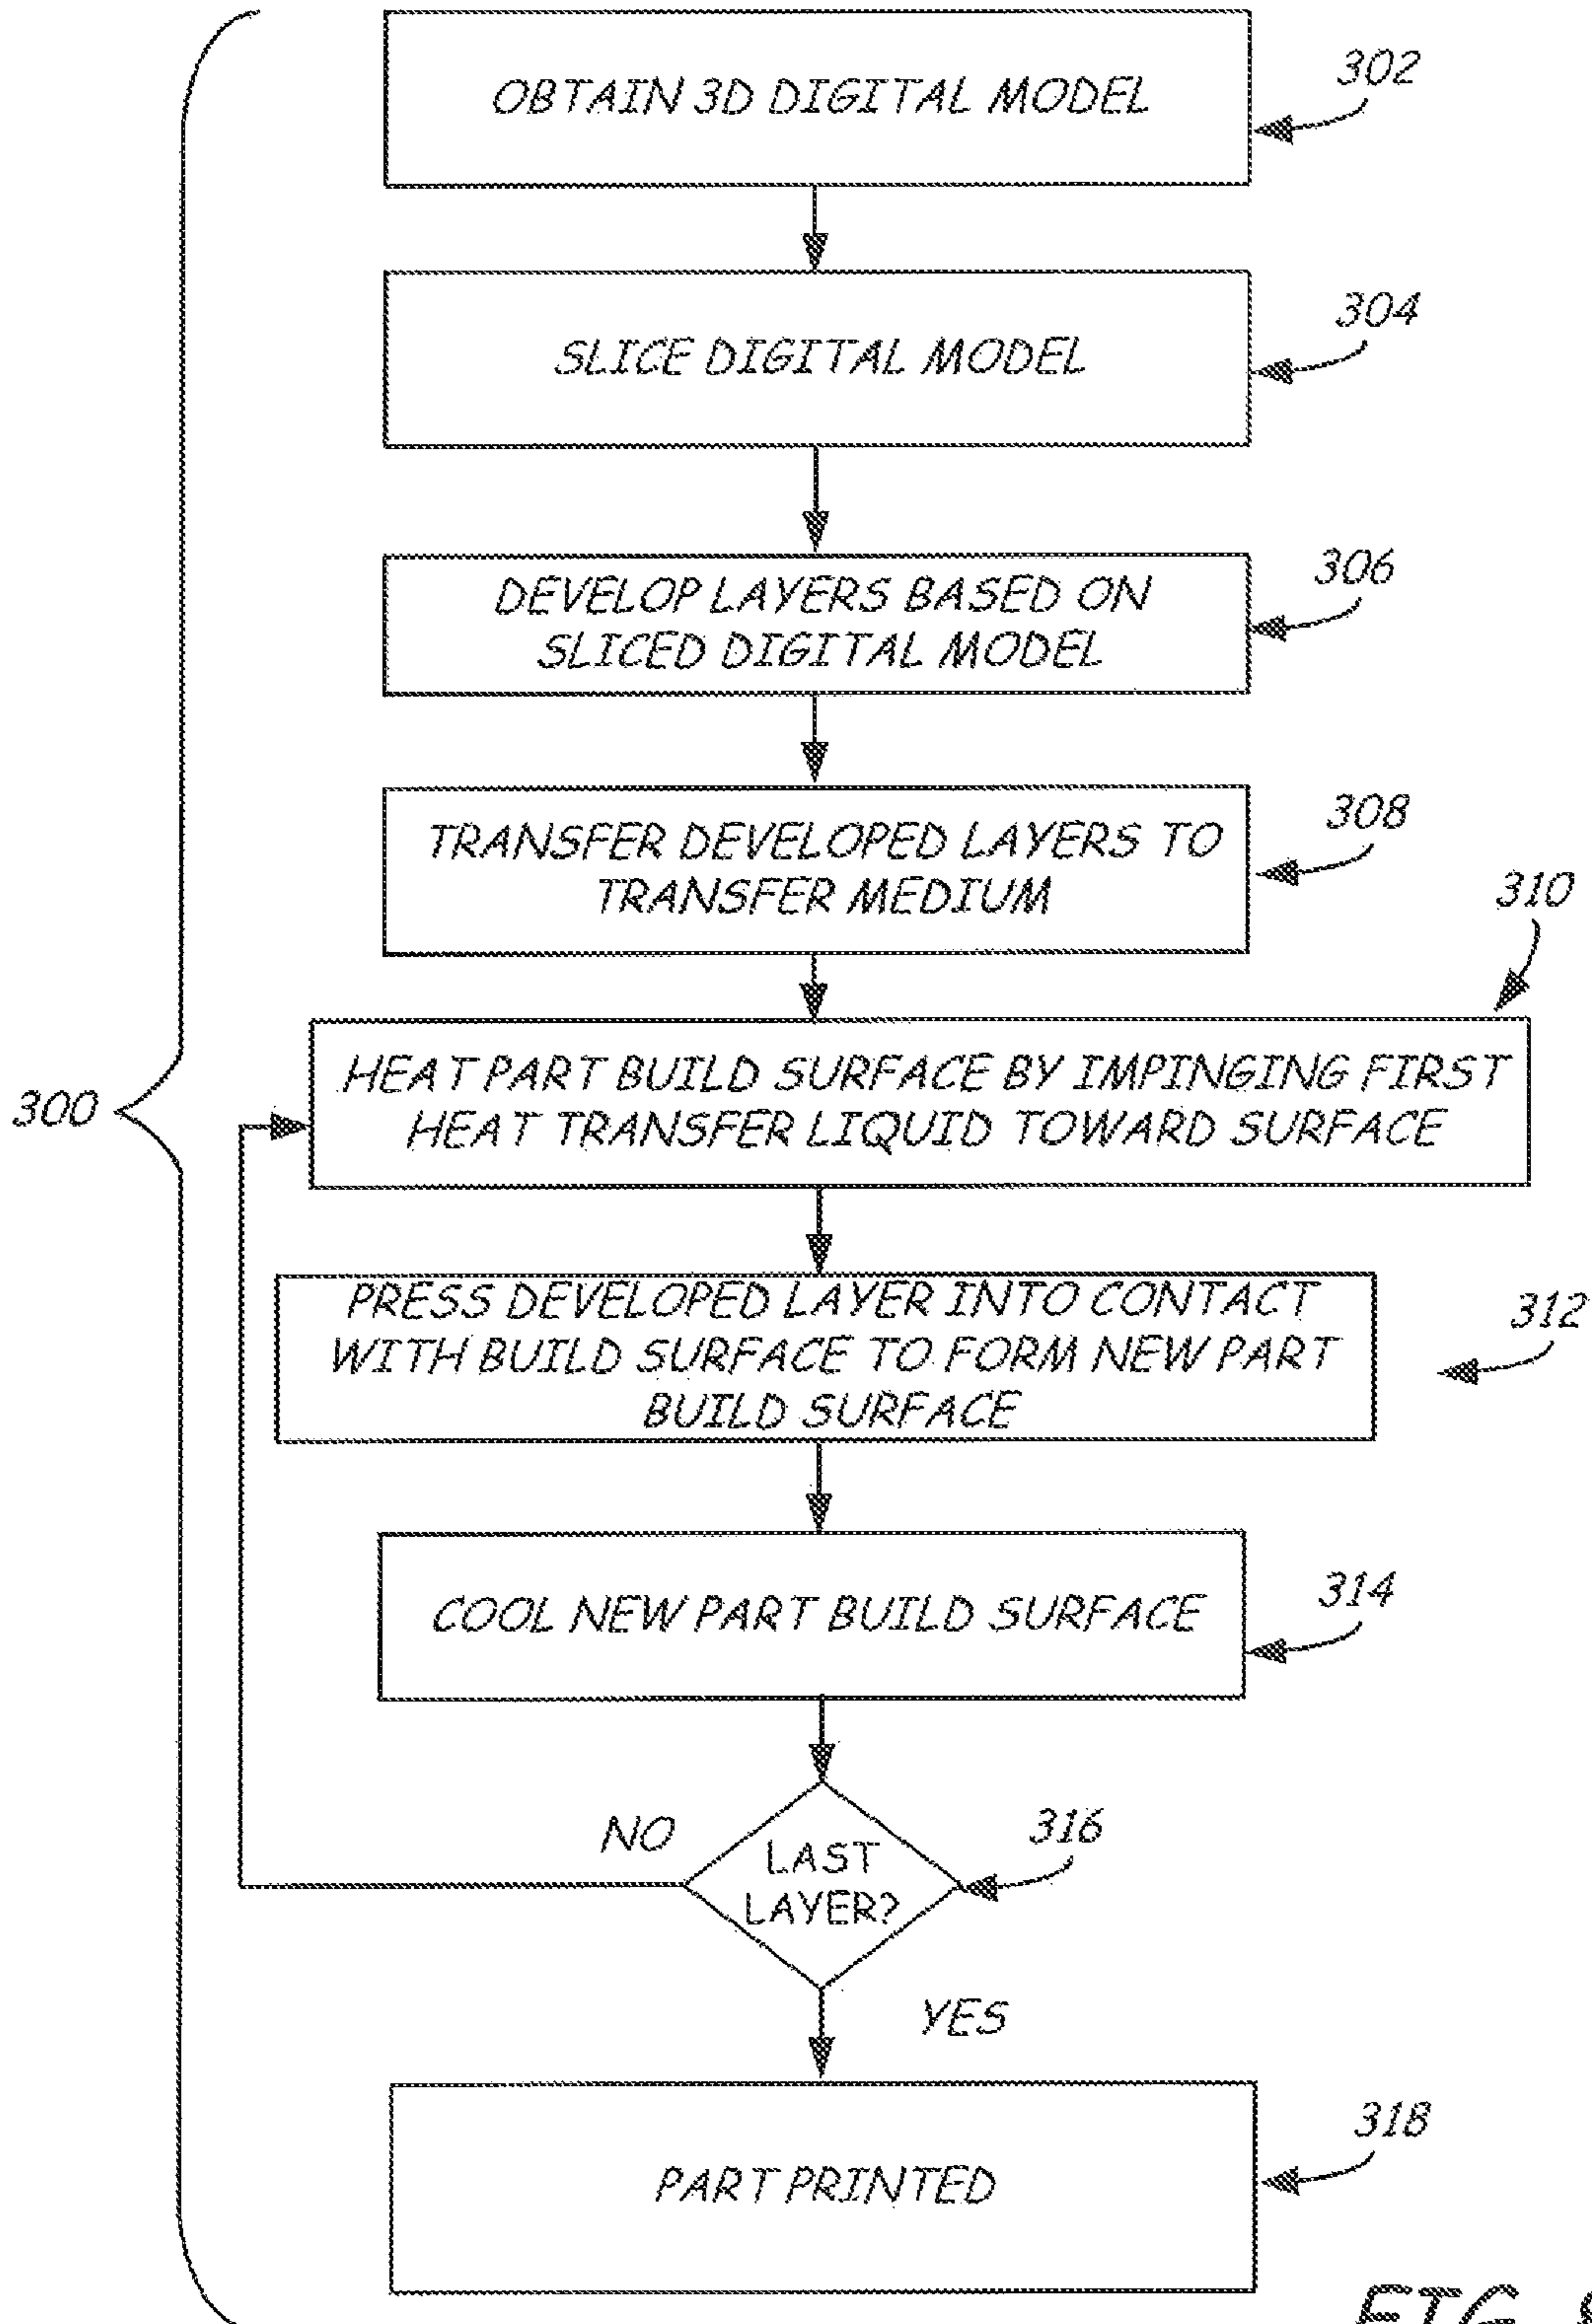 OBTAIN 3D DIGITAL MODEL
302
SLICE DIGITAL MODEL
304
DEVELOP LAYERS BASED ON
SLICED DIGITAL MODEL
306
TRANSFER DEVELOPED LAYERS TO
TRANSFER MEDIUM
308
310
HEAT PART BUILD SURFACE BY IMPINGING FIRST
HEAT TRANSFER LIQUID TOWARD SURFACE
300
PRESS DEVELOPED LAYER INTO CONTACT
WITH BUILD SURFACE TO FORM NEW PART
BUILD SURFACE
312
COOL NEW PART BUILD SURFACE
314
NO
LAST
LAYER?
316
YES
PART PRINTED
318
FIG.